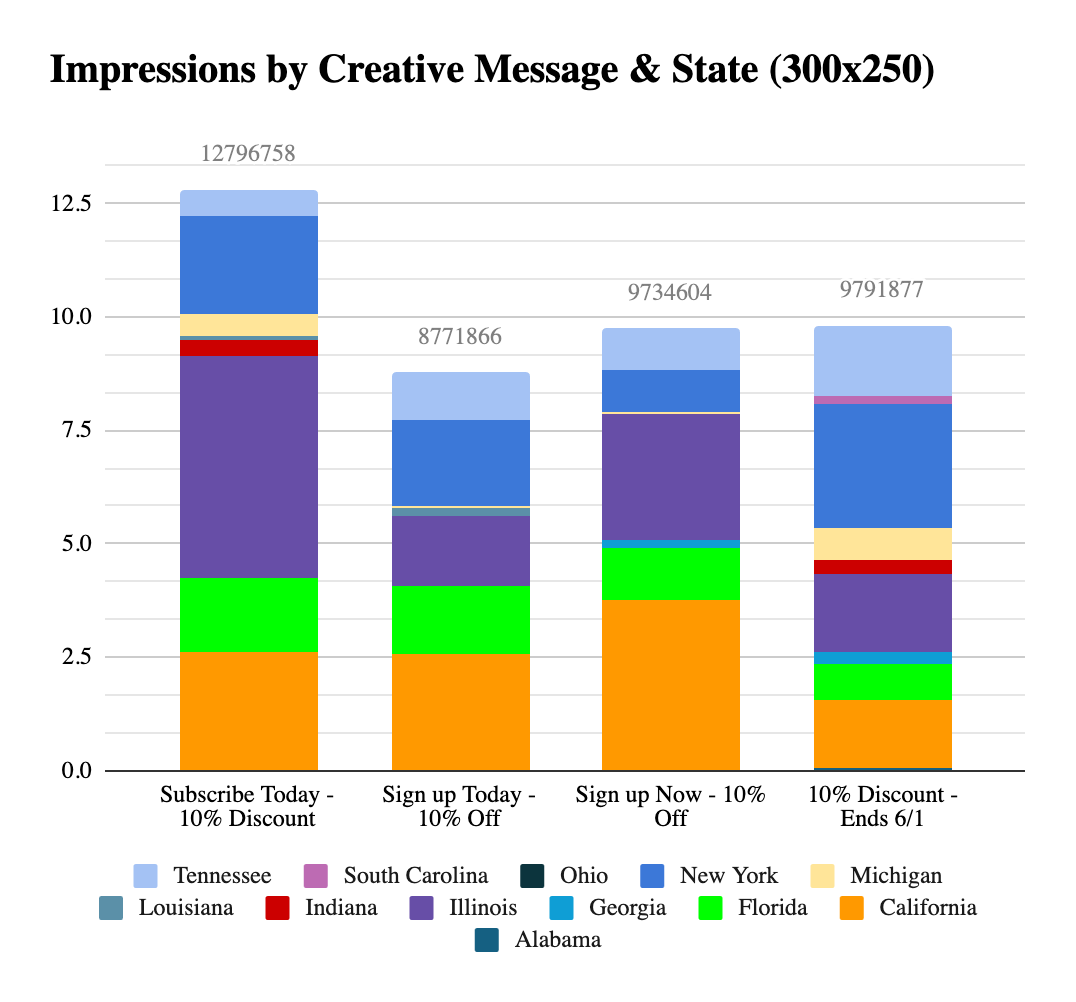 Impressions by Creative Message & State (300x250)
12796758
12.5
9791877
9734604
10.0
8771866
7.5
5.0
2.5
0.0
Subscribe Today - 10% Discount
Sign up Today - 10% Off
Sign up Now - 10% Off
10% Discount - Ends 6/1
Tennessee South Carolina Ohio New York Michigan
Louisiana Indiana Illinois Georgia Florida California
Alabama